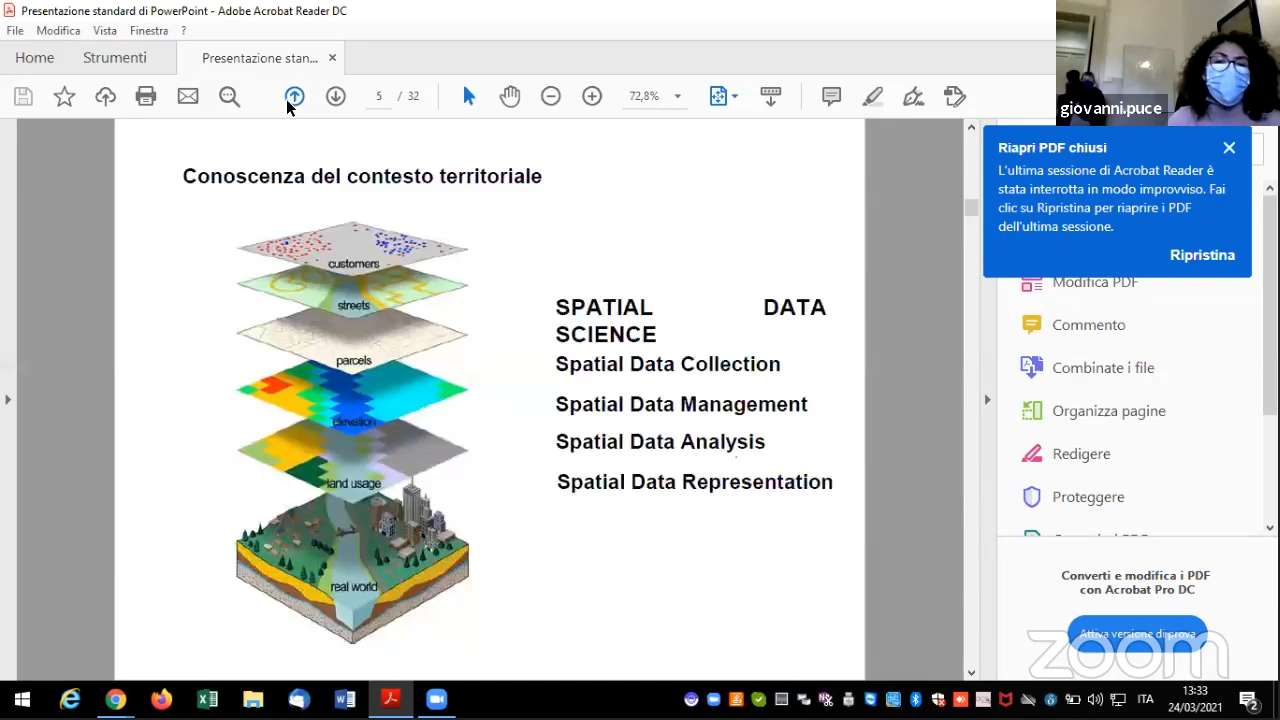 Presentazione standard di PowerPoint - Adobe Acrobat Reader DC
File Modifica Vista Finestra ?
Home Strumenti Presentazione stan... ×
5 / 32 72,8%
giovanni.puce
Riapri PDF chiusi
L'ultima sessione di Acrobat Reader è
stata interrotta in modo improvviso. Fai
clic su Ripristina per riaprire i PDF
dell'ultima sessione.
Ripristina
Conoscenza del contesto territoriale
customers
streets
parcels
elevation
land usage
real world
SPATIAL DATA
SCIENCE
Spatial Data Collection
Spatial Data Management
Spatial Data Analysis
Spatial Data Representation
Modifica PDF
Commento
Combinate i file
Organizza pagine
Redigere
Proteggere
Converti e modifica i PDF
con Acrobat Pro DC
Attiva versione di prova
zoom
ITA
13:33
24/03/2021
2